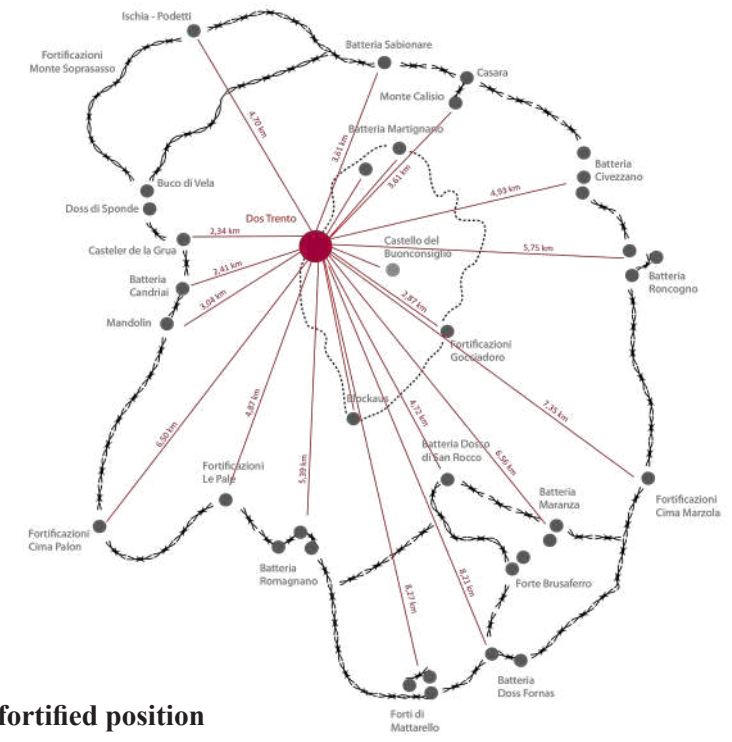 Ischia - Podetti
Batteria Sabionare
Fortificazioni
Monte Soprasasso
Casara
Monte Calisio
4,70 km
Batteria Martignano
3,61 km
3,61 km
Batteria
Civezzano
Buco di Vela
4,93 km
Doss di Sponde
Dos Trento
2,34 km
Castello del
Buonconsiglio
5,75 km
Casteler de la Grua
2,41 km
Batteria
Candriai
Batteria
Roncogno
3,04 km
2,87 km
Mandolin
Fortificazioni
Gocciadoro
Blockaus
4,87 km
4,72 km
7,35 km
6,50 km
Batteria Dosso
di San Rocco
6,56 km
Fortificazioni
Le Pale
5,39 km
Batteria
Maranza
Fortificazioni
Cima Marzola
Fortificazioni
Cima Palon
Batteria
Romagnano
8,27 km
8,21 km
Forte Brusaferro
Batteria
Doss Fornas
fortified position
Forti di
Mattarello